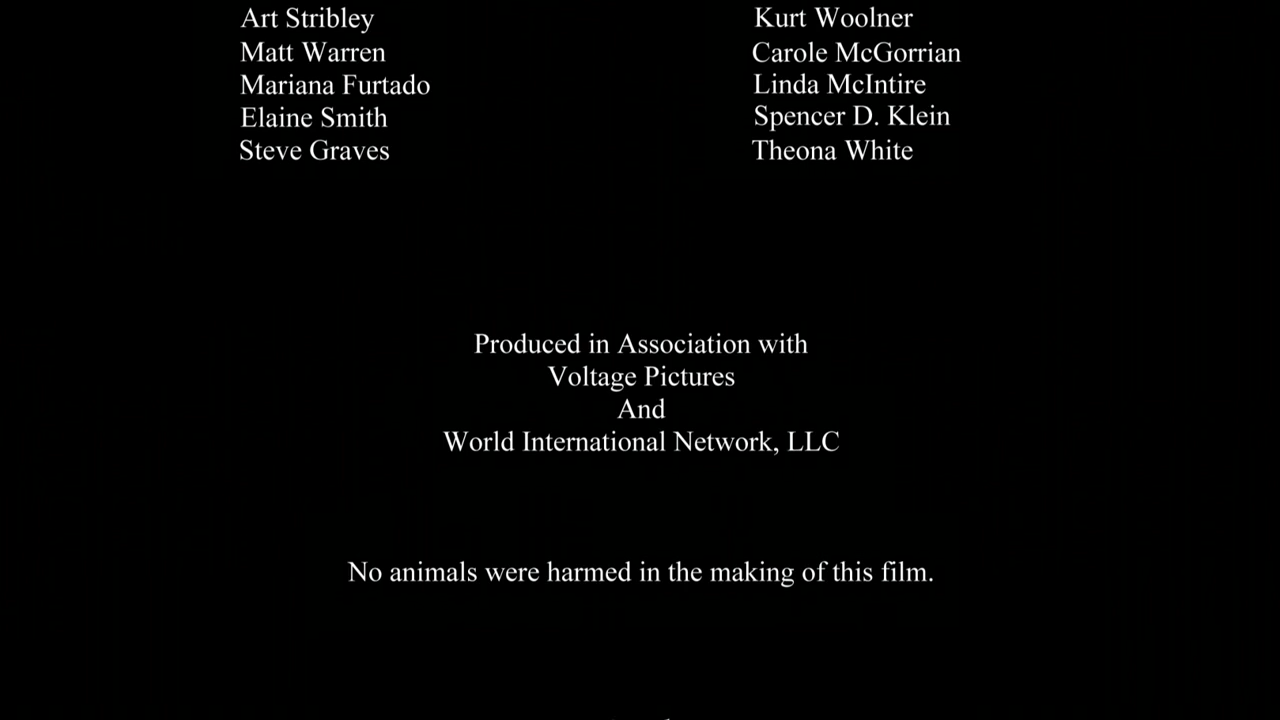 Art Stribley
Matt Warren
Mariana Furtado
Elaine Smith
Steve Graves
Kurt Woolner
Carole McGorrian
Linda McIntire
Spencer D. Klein
Theona White
Produced in Association with
Voltage Pictures
And
World International Network, LLC
No animals were harmed in the making of this film.